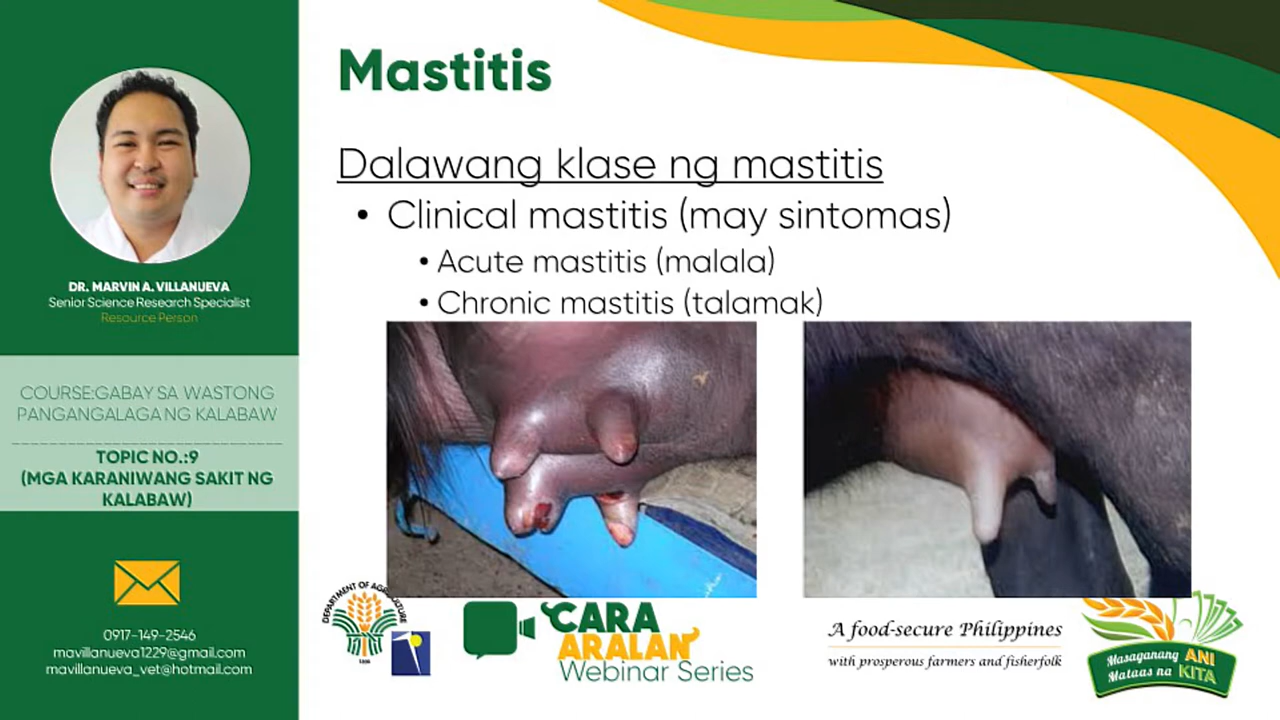 Mastitis
Dalawang klase ng mastitis
• Clinical mastitis (may sintomas)
• Acute mastitis (malala)
• Chronic mastitis (talamak)
DR. MARVIN A. VILLANUEVA
Senior Science Research Specialist
Resource Person
COURSE:GABAY SA WASTONG
PANGANGALAGA NG KALABAW
TOPIC NO.:9
(MGA KARANIWANG SAKIT NG
KALABAW)
0917-149-2546
mavillanueva1229@gmail.com
mavillanueva_vet@hotmail.com
DEPARTMENT OF AGRICULTURE
CARA
ARALAN
Webinar Series
A food-secure Philippines
with prosperous farmers and fisherfolk
Masaganang ANI
Mataas na KITA